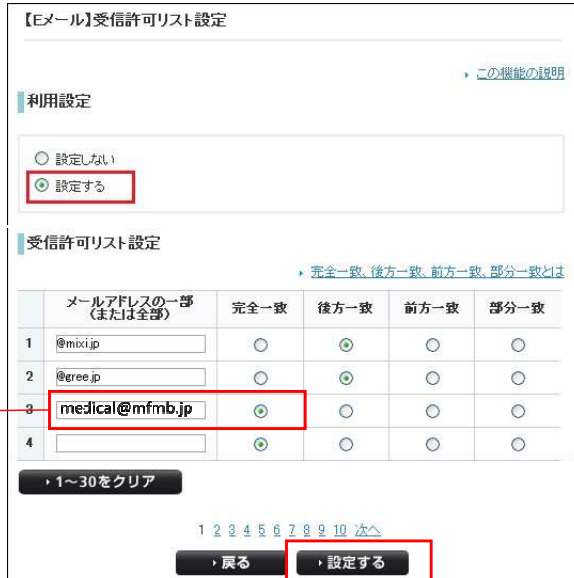 【Eメール】受信許可リスト設定
この機能の説明
利用設定
設定しない
設定する
受信許可リスト設定
完全一致、後方一致、前方一致、部分一致とは
メールアドレスの一部
(または全部) 完全一致 後方一致 前方一致 部分一致
1 @mixi.jp
2 @gree.jp
3 medical@mfmb.jp
4
1～30をクリア
1 2 3 4 5 6 7 8 9 10 次へ
戻る 設定する